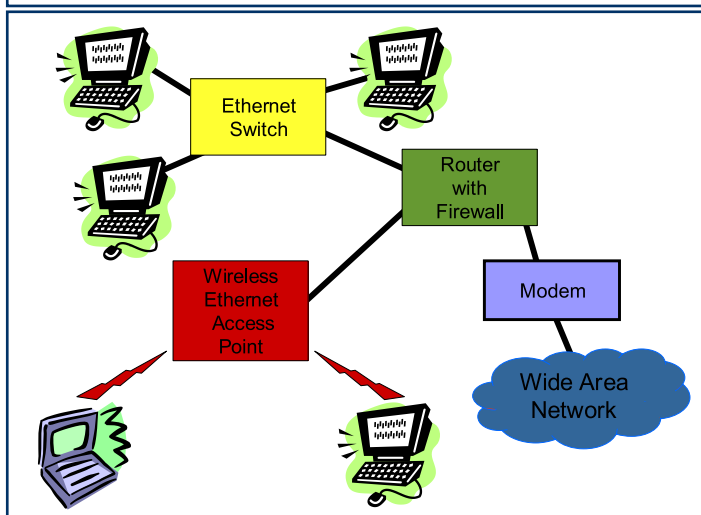 Ethernet
Switch
Router
with
Firewall
Wireless
Ethernet
Access
Point
Modem
Wide Area
Network